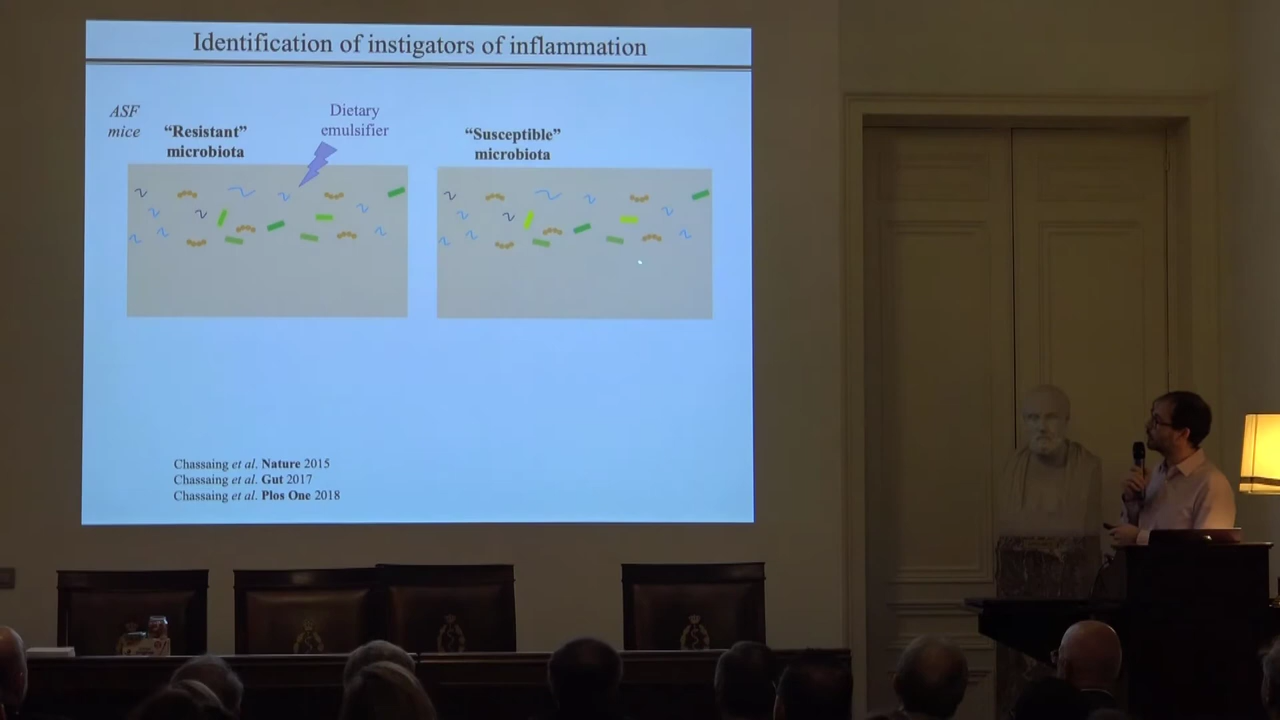 Identification of instigators of inflammation
ASF
mice
“Resistant”
microbiota
Dietary
emulsifier
“Susceptible”
microbiota
Chassaing et al. Nature 2015
Chassaing et al. Gut 2017
Chassaing et al. Plos One 2018